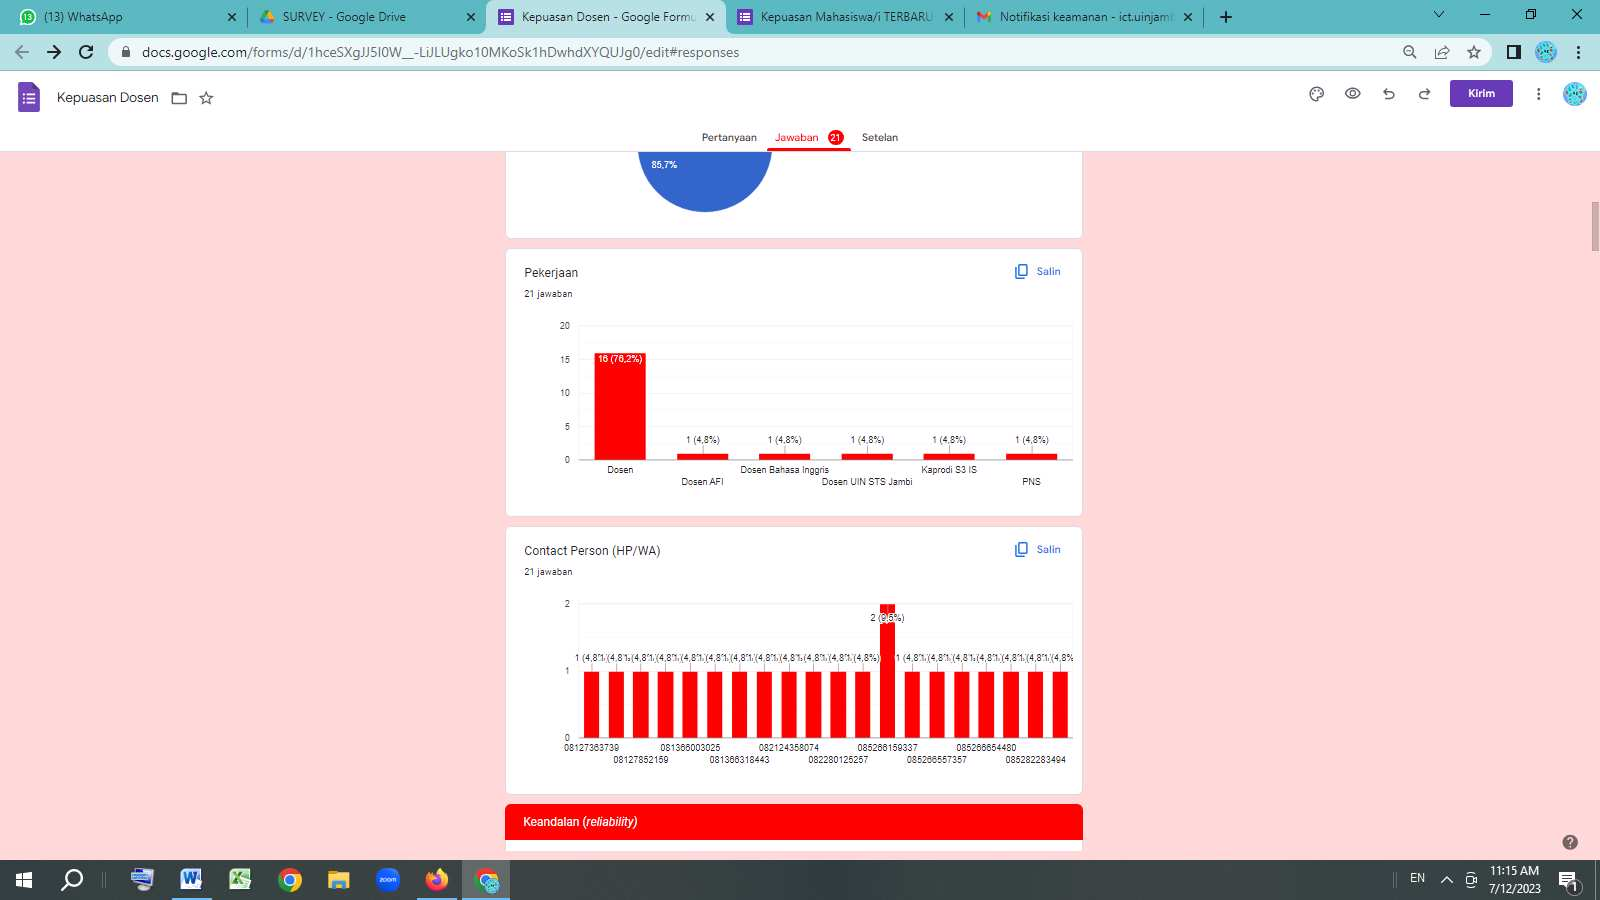 (13) WhatsApp
SURVEY - Google Drive
Kepuasan Dosen - Google Formu
Kepuasan Mahasiswa/i TERBARU
Notifikasi keamanan - ict.uinjam
docs.google.com/forms/d/1hceSXgJJ5I0W__-LiJLUgko10MKoSk1hDwhdXYQUJg0/edit#responses
Kepuasan Dosen
Kirim
Pertanyaan
Jawaban 21
Setelan
85,7%
Pekerjaan
Salin
21 jawaban
20
15
10
5
0
16 (76,2%)
1 (4,8%)
1 (4,8%)
1 (4,8%)
1 (4,8%)
1 (4,8%)
Dosen
Dosen AFI
Dosen Bahasa Inggris
Dosen UIN STS Jambi
Kaprodi S3 IS
PNS
Contact Person (HP/WA)
Salin
21 jawaban
2
1
0
2 (9,5%)
08127363739
08127852159
081366003025
081366318443
082124358074
082280125257
085266159337
085266557357
085266654480
085282283494
Keandalan (reliability)
zoom
EN
11:15 AM
7/12/2023
1